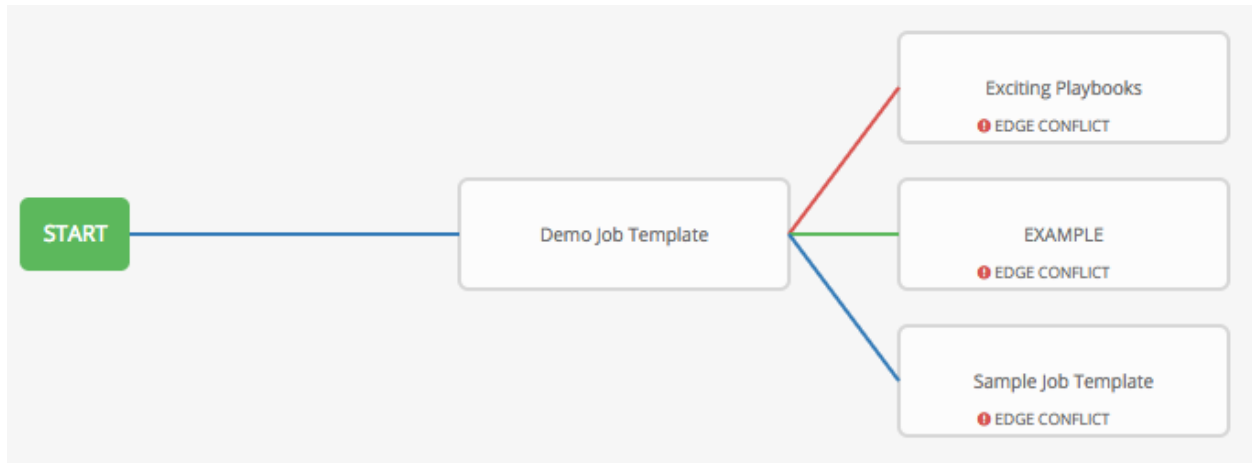 START
Demo Job Template
Exciting Playbooks
EDGE CONFLICT
EXAMPLE
EDGE CONFLICT
Sample Job Template
EDGE CONFLICT